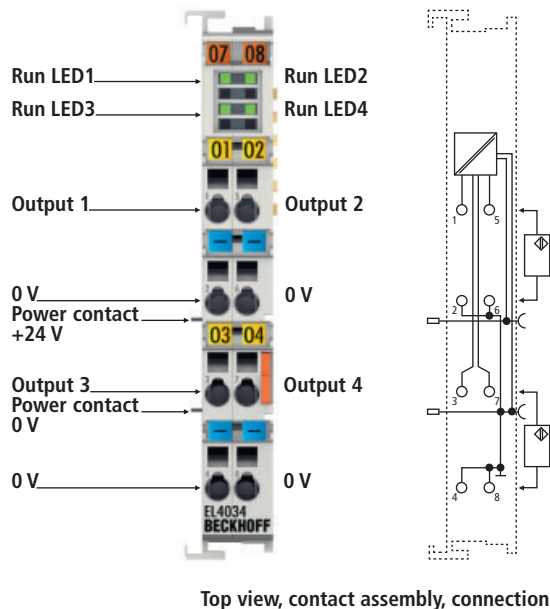 07 08
Run LED1 Run LED2
Run LED3 Run LED4
01 02
Output 1 Output 2
1 5
0 V 0 V
2 6
Power contact
+24 V
03 04
Output 3 Output 4
3 7
Power contact
0 V
0 V 0 V
4 8
EL4034
BECKHOFF
Top view, contact assembly, connection